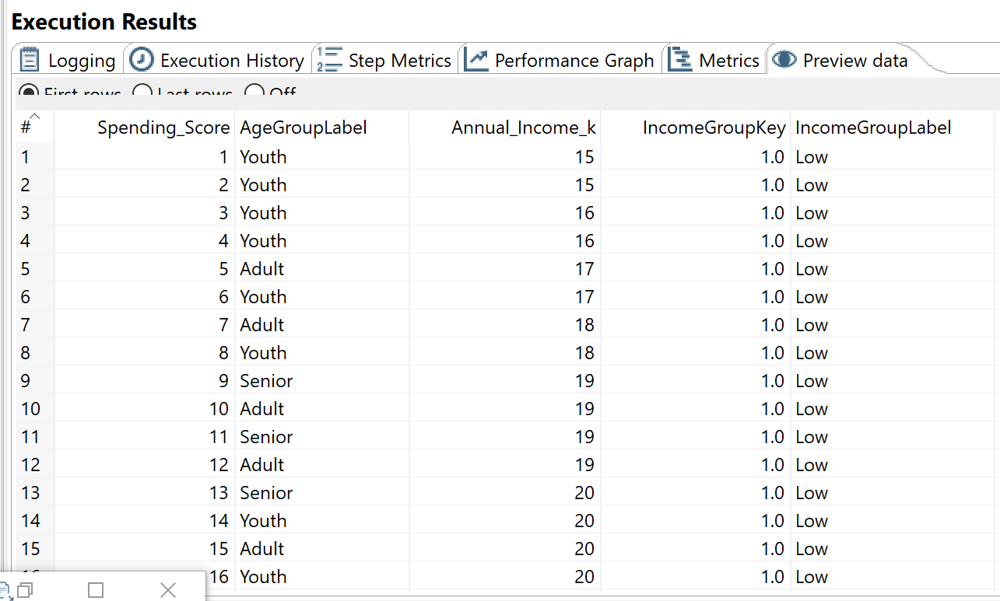 Execution Results
Logging Execution History Step Metrics Performance Graph Metrics Preview data
First rows Last rows Off
# Spending_Score AgeGroupLabel Annual_Income_k IncomeGroupKey IncomeGroupLabel
1 1 Youth 15 1.0 Low
2 2 Youth 15 1.0 Low
3 3 Youth 16 1.0 Low
4 4 Youth 16 1.0 Low
5 5 Adult 17 1.0 Low
6 6 Youth 17 1.0 Low
7 7 Adult 18 1.0 Low
8 8 Youth 18 1.0 Low
9 9 Senior 19 1.0 Low
10 10 Adult 19 1.0 Low
11 11 Senior 19 1.0 Low
12 12 Adult 19 1.0 Low
13 13 Senior 20 1.0 Low
14 14 Youth 20 1.0 Low
15 15 Adult 20 1.0 Low
16 16 Youth 20 1.0 Low